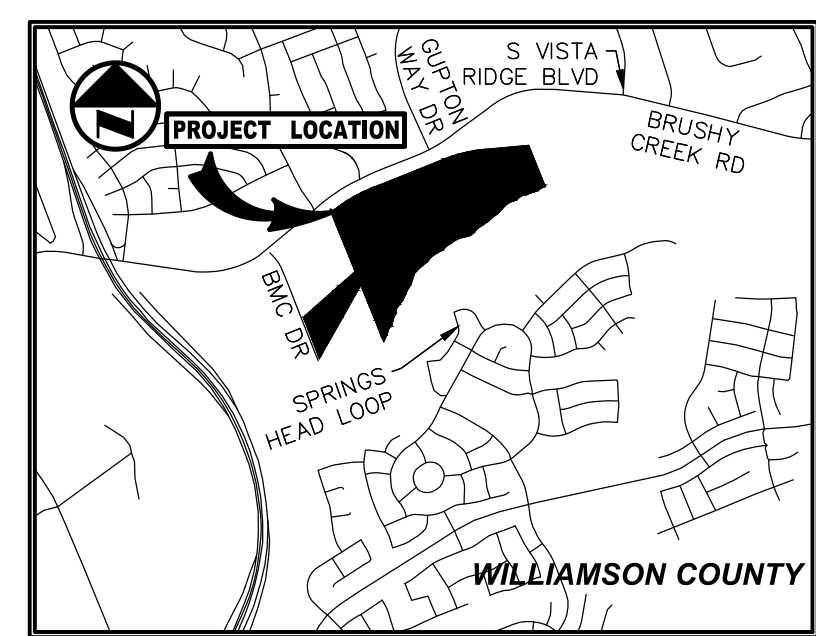 GUPTON
WAY DR
S VISTA
RIDGE BLVD
BRUSHY
CREEK RD
N
PROJECT LOCATION
BMC DR
SPRINGS
HEAD LOOP
WILLIAMSON COUNTY